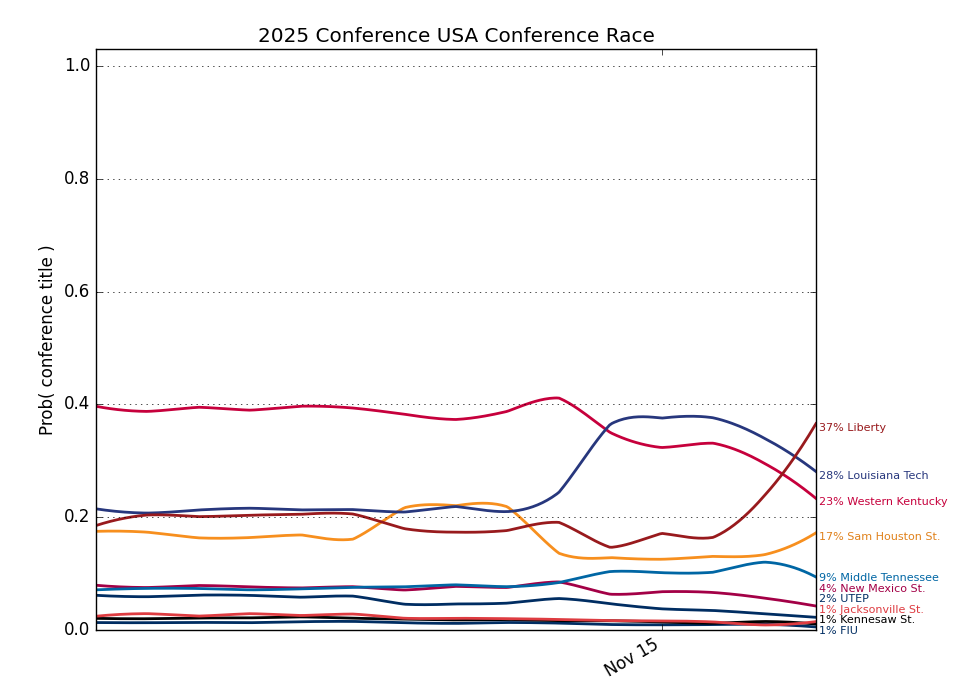 2025 Conference USA Conference Race
Prob( conference title )
1.0
0.8
0.6
0.4
0.2
0.0
Nov 15
37% Liberty
28% Louisiana Tech
23% Western Kentucky
17% Sam Houston St.
9% Middle Tennessee
4% New Mexico St.
2% UTEP
1% Jacksonville St.
1% Kennesaw St.
1% FIU